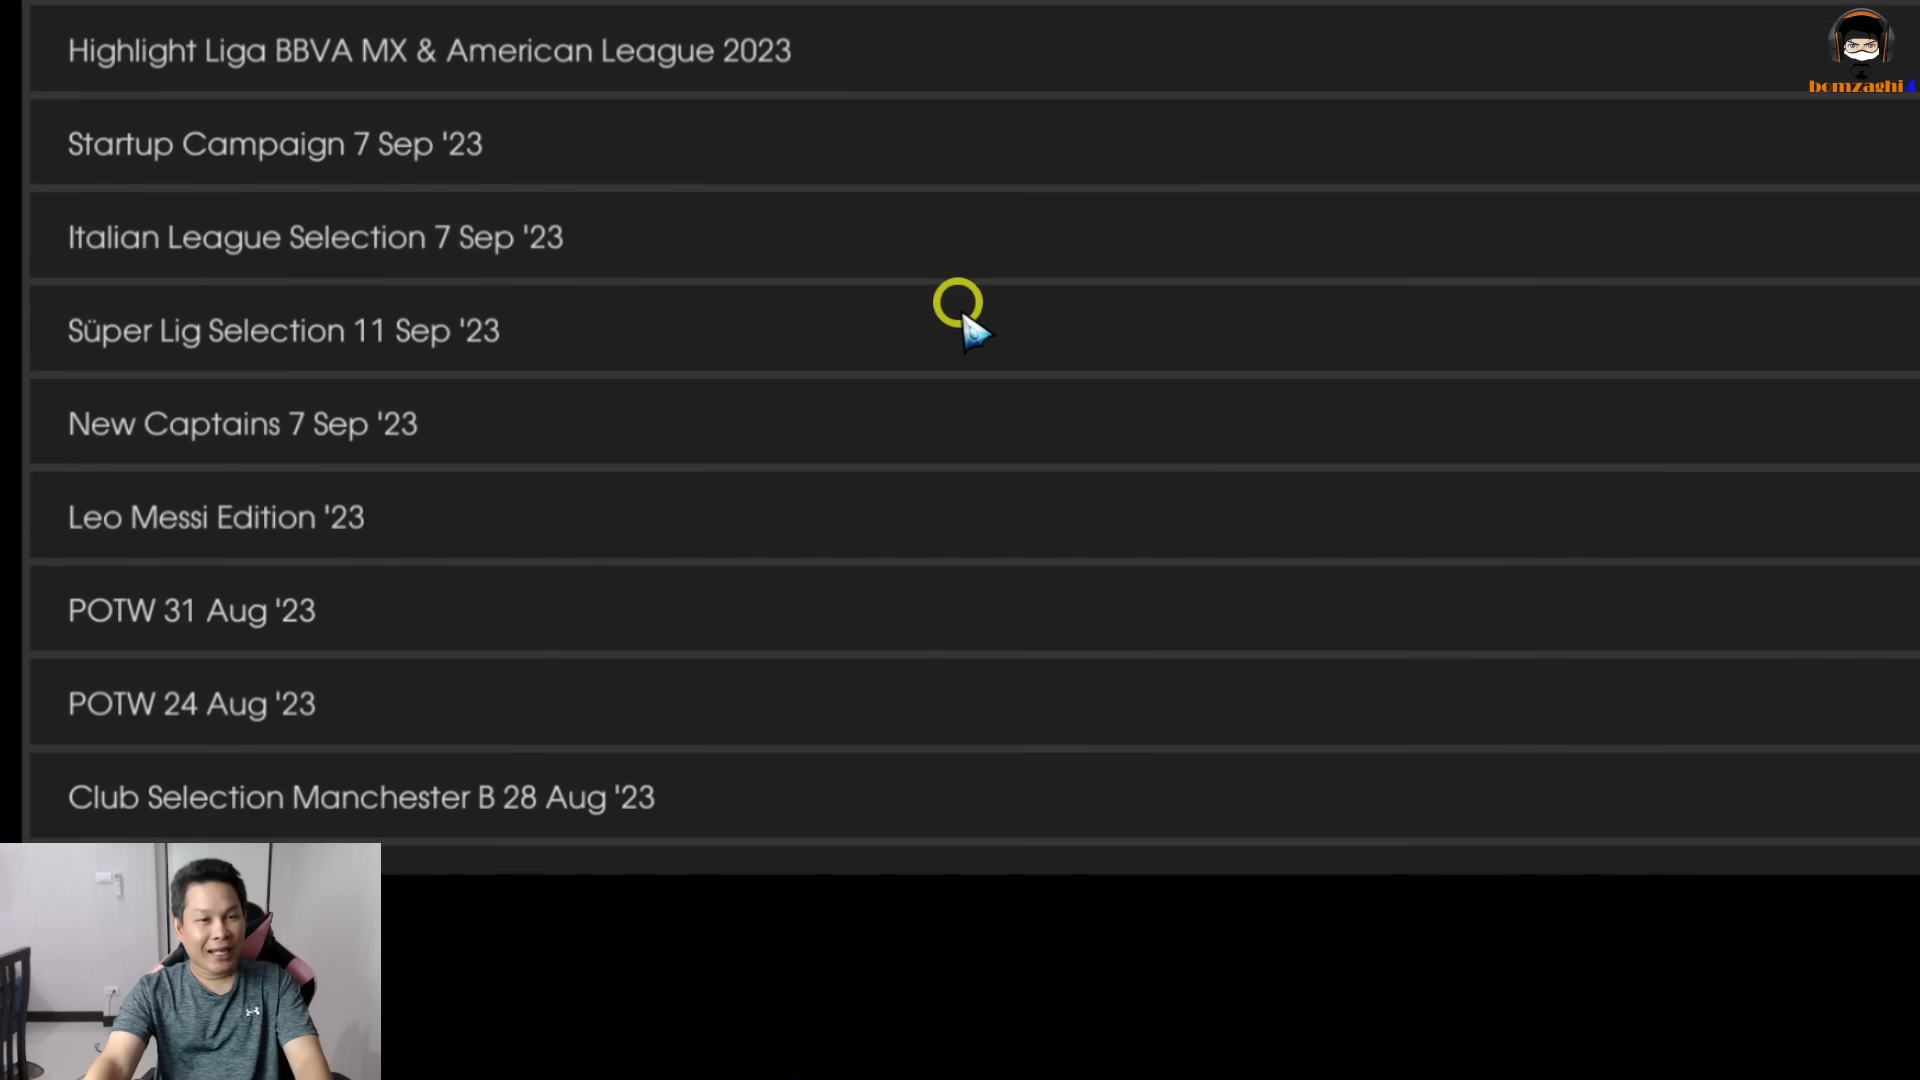 Highlight Liga BBVA MX & American League 2023
bomzaghi4
Startup Campaign 7 Sep '23
Italian League Selection 7 Sep '23
Süper Lig Selection 11 Sep '23
New Captains 7 Sep '23
Leo Messi Edition '23
POTW 31 Aug '23
POTW 24 Aug '23
Club Selection Manchester B 28 Aug '23